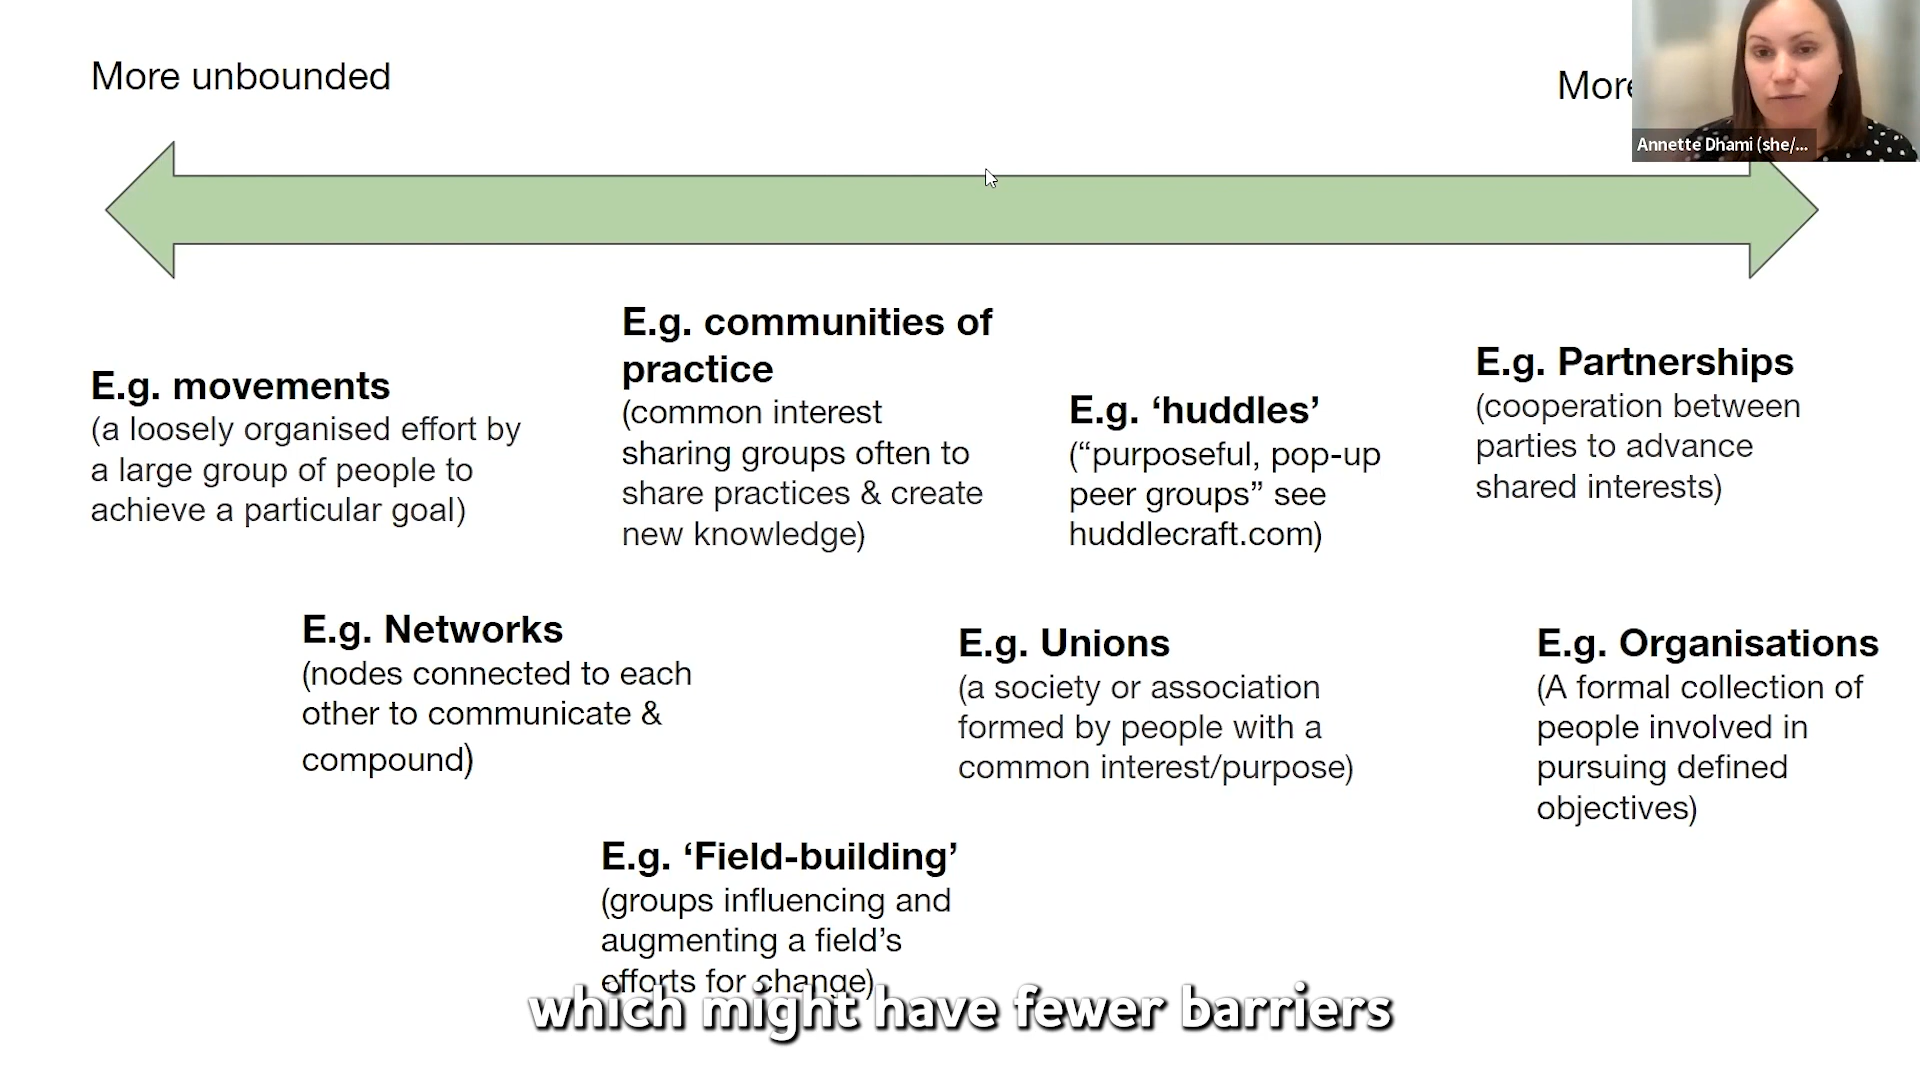 More unbounded
More
Annette Dhami (she/...
E.g. movements
(a loosely organised effort by
a large group of people to
achieve a particular goal)
E.g. communities of
practice
(common interest
sharing groups often to
share practices & create
new knowledge)
E.g. ‘huddles’
(“purposeful, pop-up
peer groups” see
huddlecraft.com)
E.g. Partnerships
(cooperation between
parties to advance
shared interests)
E.g. Networks
(nodes connected to each
other to communicate &
compound)
E.g. Unions
(a society or association
formed by people with a
common interest/purpose)
E.g. Organisations
(A formal collection of
people involved in
pursuing defined
objectives)
E.g. ‘Field-building’
(groups influencing and
augmenting a field’s
efforts for change)
which might have fewer barriers